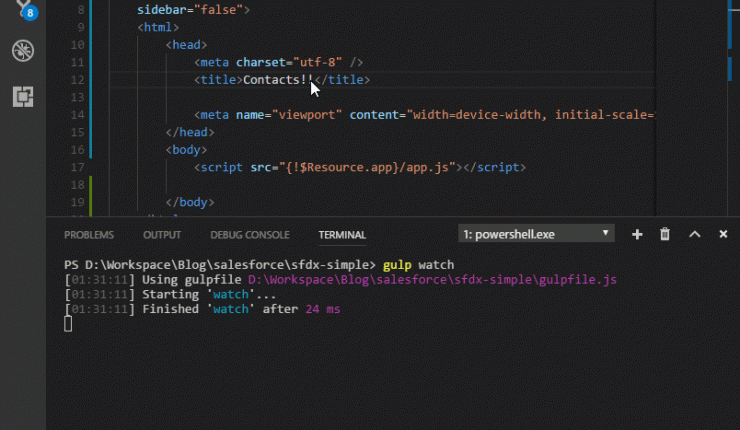 8
8 sidebar="false">
9 <html>
10 <head>
11 <meta charset="utf-8" />
12 <title>Contacts!!</title>
13
14 <meta name="viewport" content="width=device-width, initial-scale=
15 </head>
16 <body>
17 <script src="{!$Resource.app}/app.js"></script>
18
19 </body>
PROBLEMS OUTPUT DEBUG CONSOLE TERMINAL 1: powershell.exe
PS D:\Workspace\Blog\salesforce\sfdx-simple> gulp watch
[01:31:11] Using gulpfile D:\Workspace\Blog\salesforce\sfdx-simple\gulpfile.js
[01:31:11] Starting 'watch'...
[01:31:11] Finished 'watch' after 24 ms